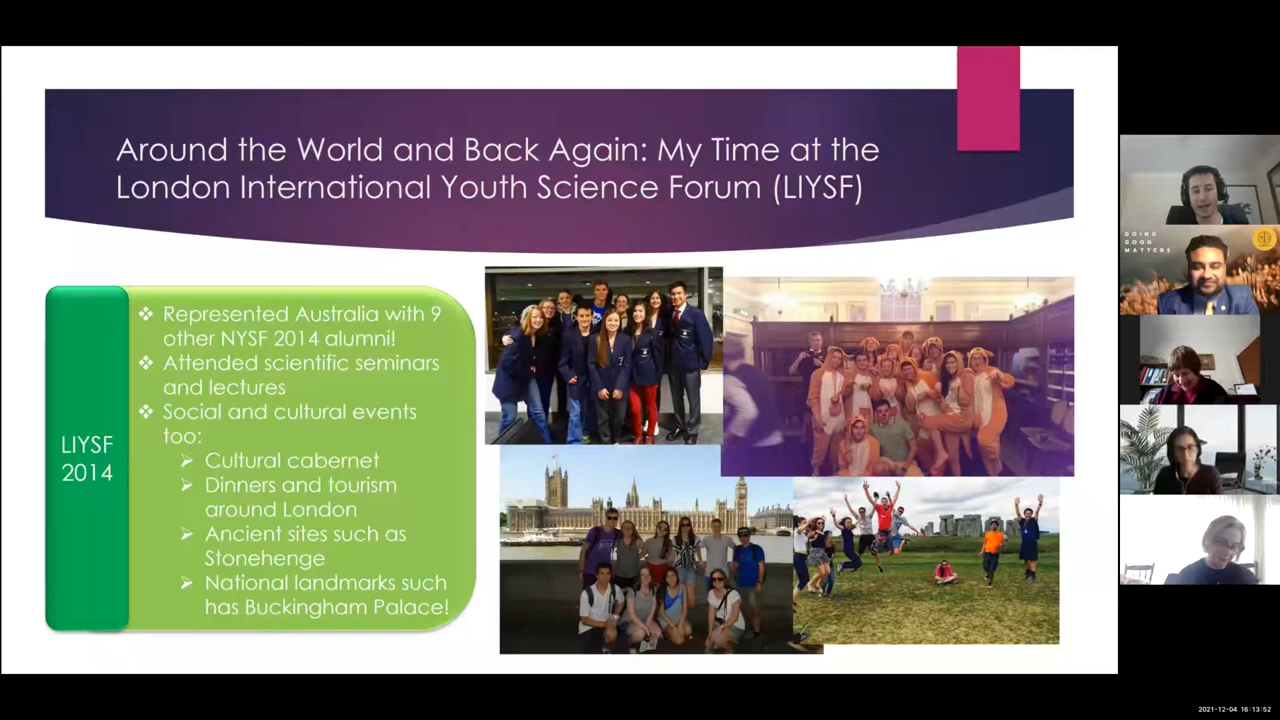 Around the World and Back Again: My Time at the
London International Youth Science Forum (LIYSF)
LIYSF
2014
❖ Represented Australia with 9
other NYSF 2014 alumni!
❖ Attended scientific seminars
and lectures
❖ Social and cultural events
too:
➢ Cultural cabernet
➢ Dinners and tourism
around London
➢ Ancient sites such as
Stonehenge
➢ National landmarks such
has Buckingham Palace!
DOING
GOOD
MATTERS
2021-12-04 16:13:52